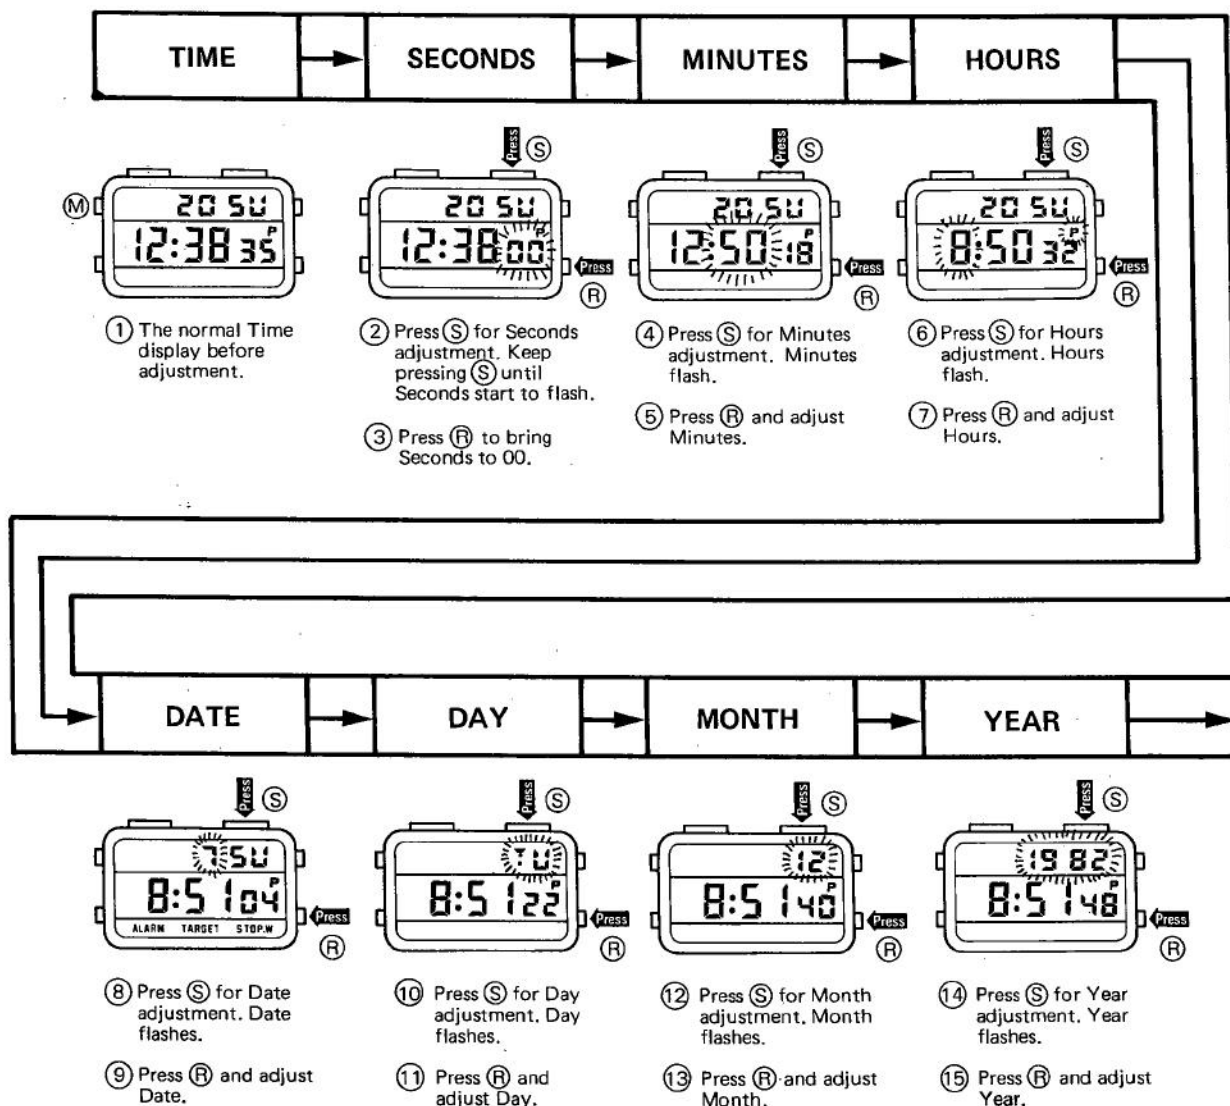 TIME
SECONDS
MINUTES
HOURS
Press Ⓢ
Press Ⓢ
Press Ⓢ
Ⓜ
20 SU
12:38 35 P
20 SU
12:38 00 P
Press
Ⓡ
20 SU
12:50 18 P
Press
Ⓡ
20 SU
8:50 32 P
Press
Ⓡ
① The normal Time
display before
adjustment.
② Press Ⓢ for Seconds
adjustment. Keep
pressing Ⓢ until
Seconds start to flash.
③ Press Ⓡ to bring
Seconds to 00.
④ Press Ⓢ for Minutes
adjustment. Minutes
flash.
⑤ Press Ⓡ and adjust
Minutes.
⑥ Press Ⓢ for Hours
adjustment. Hours
flash.
⑦ Press Ⓡ and adjust
Hours.
DATE
DAY
MONTH
YEAR
Press Ⓢ
Press Ⓢ
Press Ⓢ
Press Ⓢ
7 SU
8:51 04 P
ALARM TARGET STOP.W
Press
Ⓡ
TU
8:51 22 P
Press
Ⓡ
12
8:51 40 P
Press
Ⓡ
1982
8:51 48 P
Press
Ⓡ
⑧ Press Ⓢ for Date
adjustment. Date
flashes.
⑨ Press Ⓡ and adjust
Date.
⑩ Press Ⓢ for Day
adjustment. Day
flashes.
⑪ Press Ⓡ and
adjust Day.
⑫ Press Ⓢ for Month
adjustment. Month
flashes.
⑬ Press Ⓡ and adjust
Month.
⑭ Press Ⓢ for Year
adjustment. Year
flashes.
⑮ Press Ⓡ and adjust
Year.